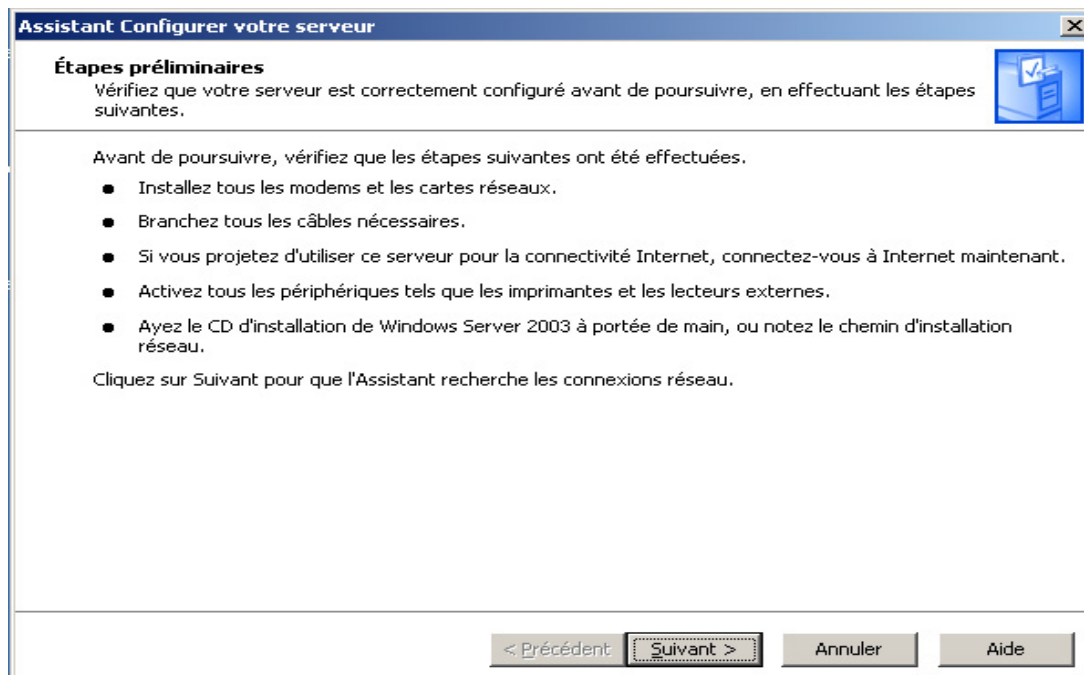 Assistant Configurer votre serveur
Étapes préliminaires
Vérifiez que votre serveur est correctement configuré avant de poursuivre, en effectuant les étapes
suivantes.
Avant de poursuivre, vérifiez que les étapes suivantes ont été effectuées.
Installez tous les modems et les cartes réseaux.
Branchez tous les câbles nécessaires.
Si vous projetez d'utiliser ce serveur pour la connectivité Internet, connectez-vous à Internet maintenant.
Activez tous les périphériques tels que les imprimantes et les lecteurs externes.
Ayez le CD d'installation de Windows Server 2003 à portée de main, ou notez le chemin d'installation
réseau.
Cliquez sur Suivant pour que l'Assistant recherche les connexions réseau.
< Précédent Suivant > Annuler Aide